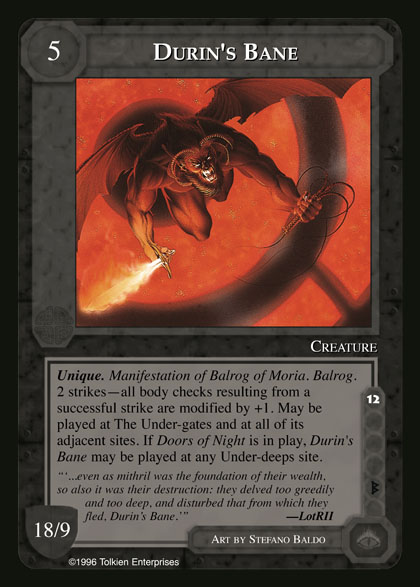 5
DURIN'S BANE
CREATURE
Unique. Manifestation of Balrog of Moria. Balrog.
2 strikes—all body checks resulting from a
successful strike are modified by +1. May be
played at The Under-gates and at all of its
adjacent sites. If Doors of Night is in play, Durin's
Bane may be played at any Under-deeps site.
12
“‘...even as mithril was the foundation of their wealth,
so also it was their destruction: they delved too greedily
and too deep, and disturbed that from which they
fled, Durin's Bane.’”
—LotRII
18/9
ART BY STEFANO BALDO
©1996 Tolkien Enterprises